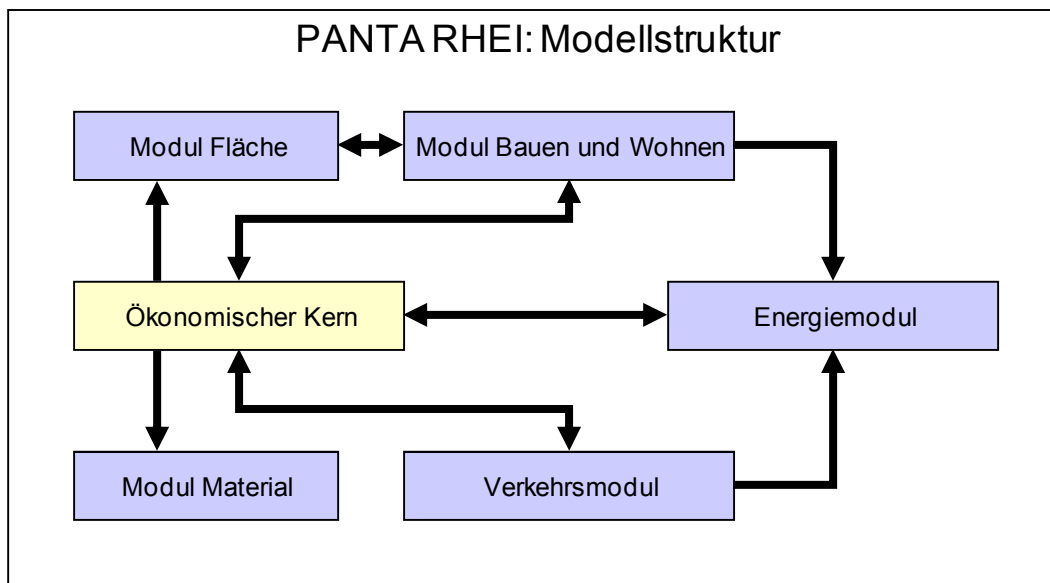 PANTA RHEI: Modellstruktur
Modul Fläche
Modul Bauen und Wohnen
Ökonomischer Kern
Energiemodul
Modul Material
Verkehrsmodul